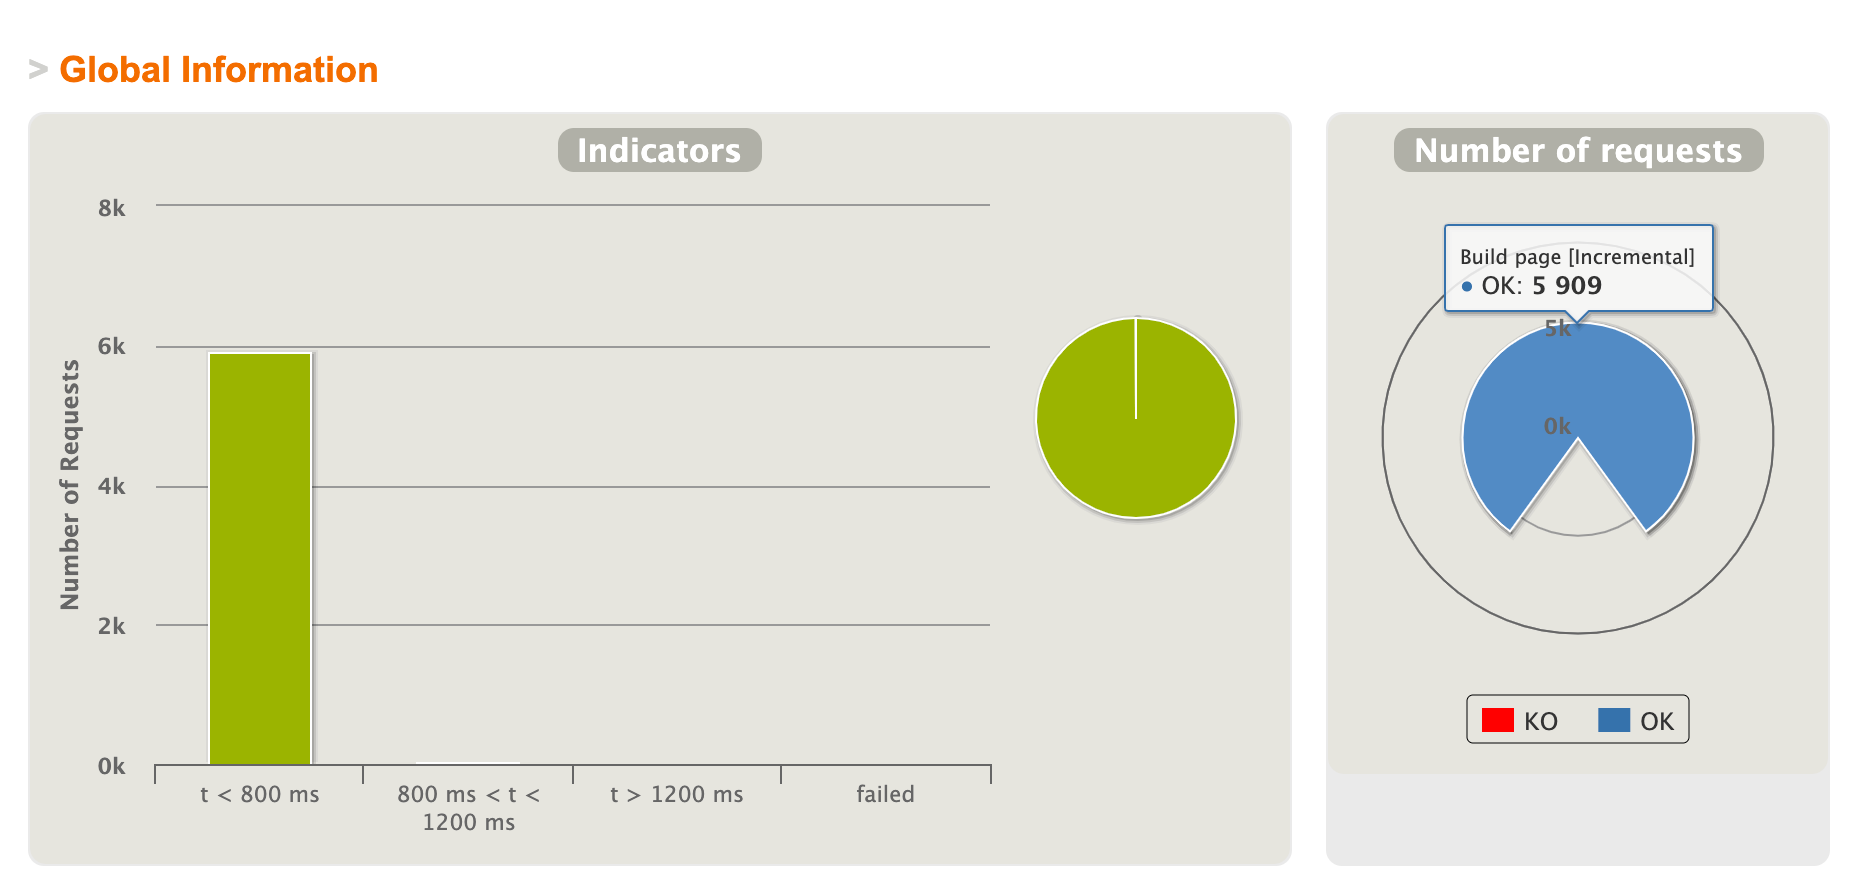 > Global Information
Indicators
8k
6k
4k
2k
0k
Number of Requests
t < 800 ms
800 ms < t <
1200 ms
t > 1200 ms
failed
Number of requests
Build page [Incremental]
OK: 5 909
5k
0k
KO
OK